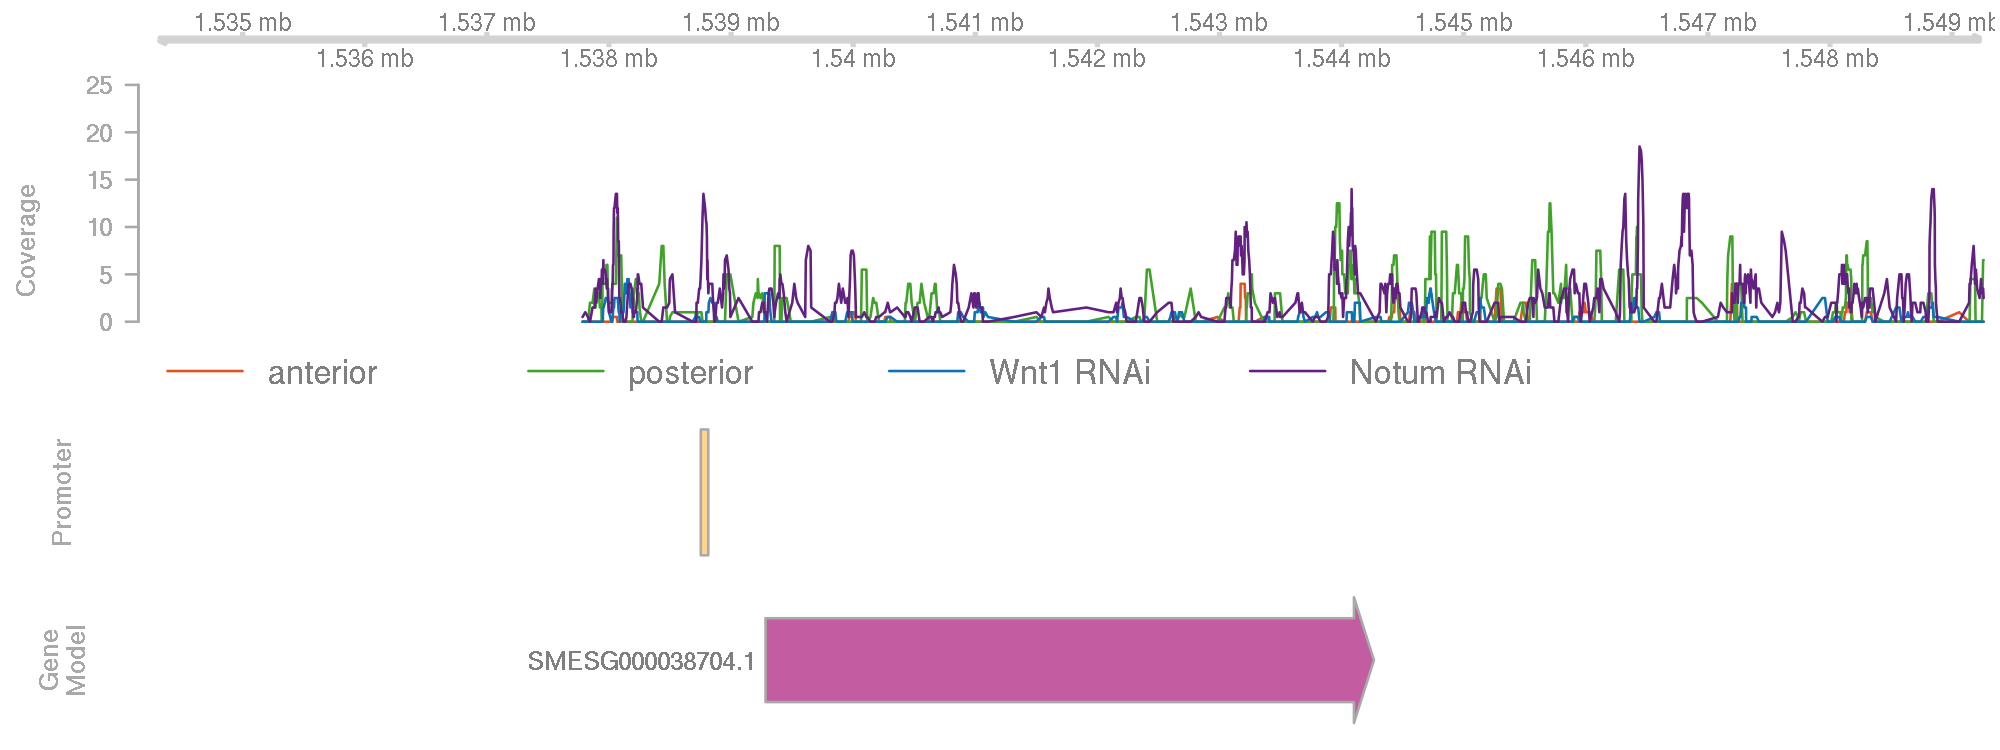 1.535 mb 1.537 mb 1.539 mb 1.541 mb 1.543 mb 1.545 mb 1.547 mb 1.549 mb
1.536 mb 1.538 mb 1.54 mb 1.542 mb 1.544 mb 1.546 mb 1.548 mb
25
20
15
10
5
0
Coverage
anterior posterior Wnt1 RNAi Notum RNAi
Promoter
Gene
Model
SMESG000038704.1